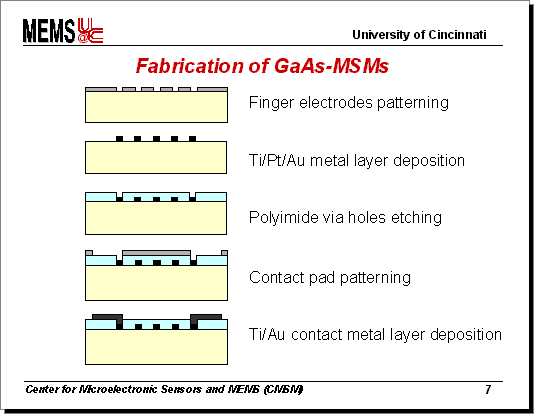 MEMS UC
@
University of Cincinnati
Fabrication of GaAs-MSMs
Finger electrodes patterning
Ti/Pt/Au metal layer deposition
Polyimide via holes etching
Contact pad patterning
Ti/Au contact metal layer deposition
Center for Microelectronic Sensors and MEMS (CMSM)
7